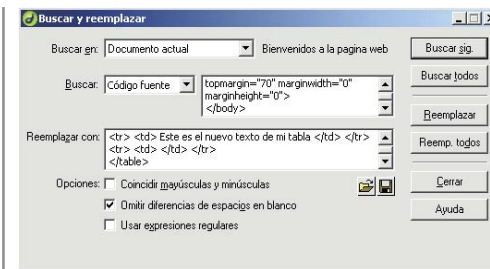 Buscar y reemplazar
Buscar en: Documento actual Bienvenidos a la pagina web Buscar sig.
Buscar: Código fuente topmargin="70" marginwidth="0" Buscar todos
marginheight="0">
</body>
Reemplazar
Reemplazar con: <tr> <td> Este es el nuevo texto de mi tabla </td> </tr> Reemp. todos
<tr> <td> </td> </tr>
</table>
Opciones: Coincidir mayúsculas y minúsculas Cerrar
Omitir diferencias de espacios en blanco Ayuda
Usar expresiones regulares